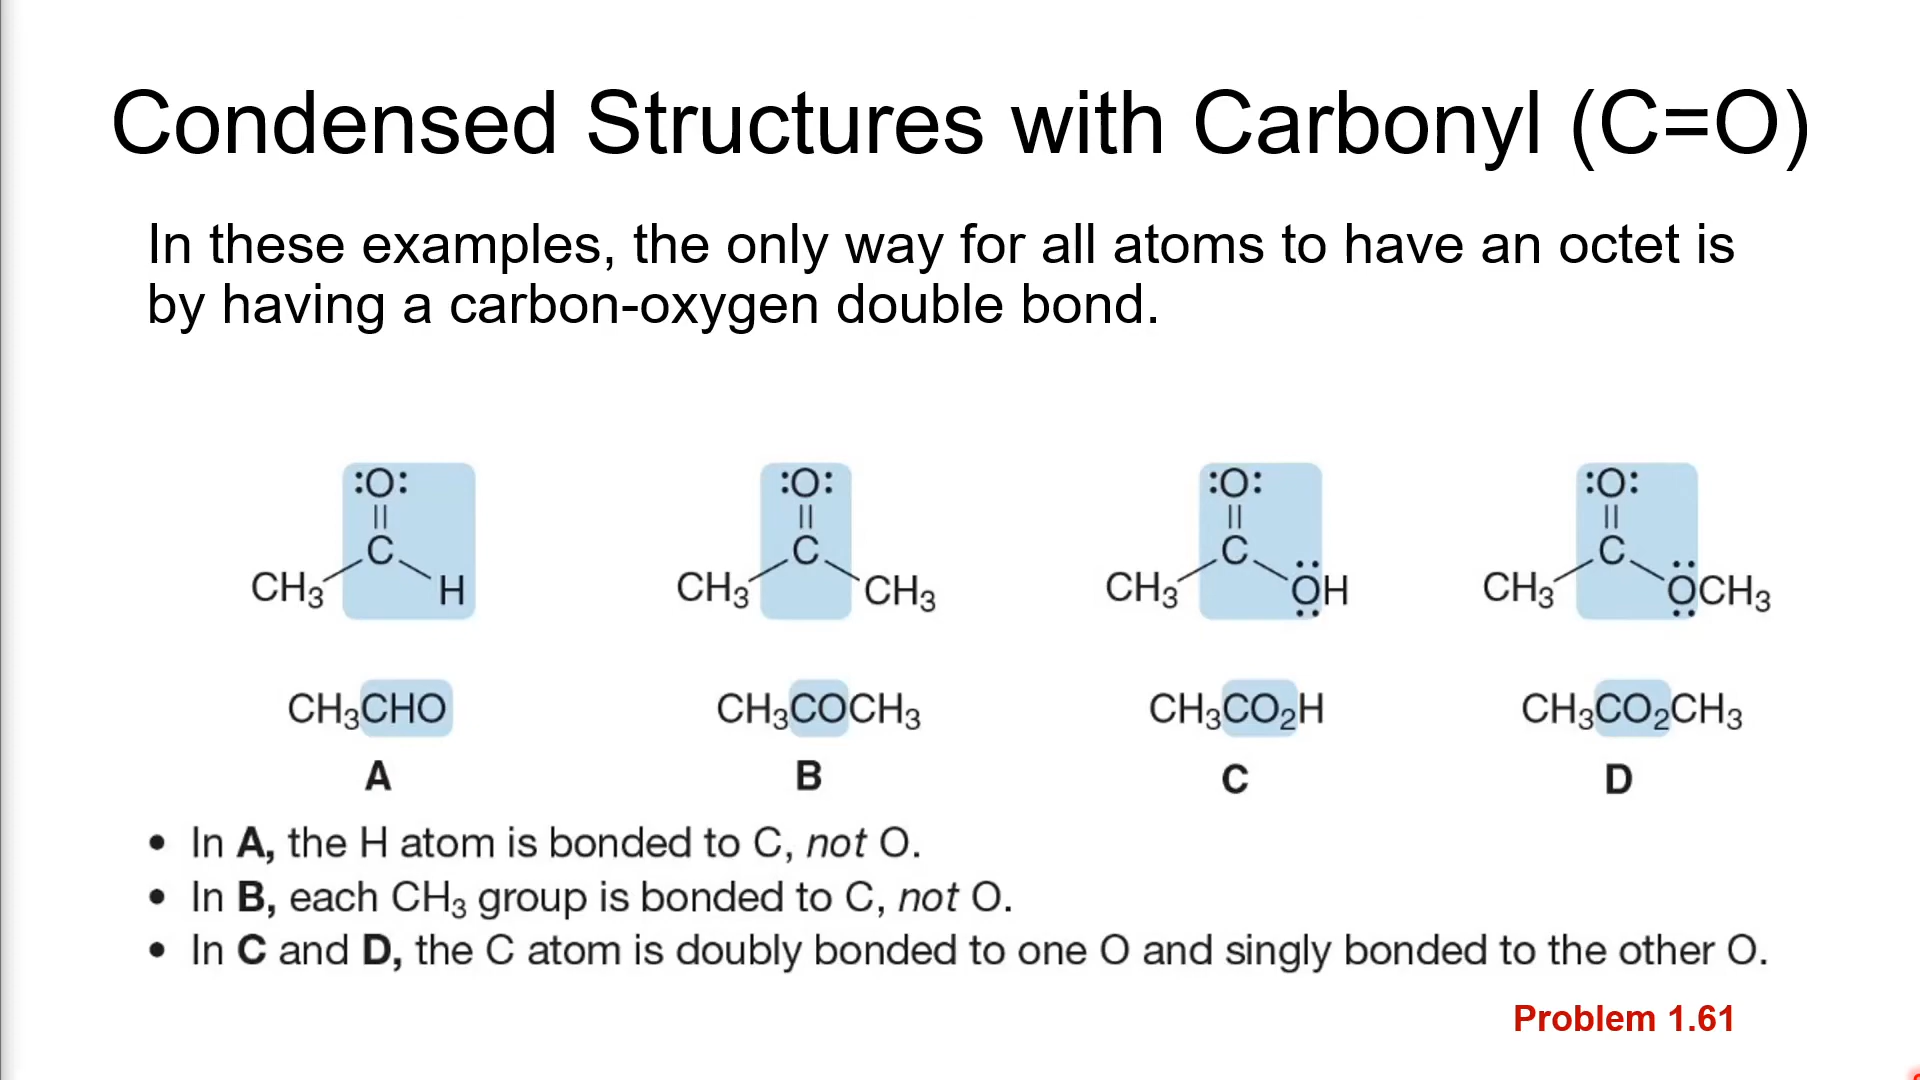 Condensed Structures with Carbonyl (C=O)
In these examples, the only way for all atoms to have an octet is
by having a carbon-oxygen double bond.
:O: :O: :O: :O:
|| || || ||
C C C C
CH₃ H CH₃ CH₃ CH₃ ÖH CH₃ ÖCH₃
CH₃CHO CH₃COCH₃ CH₃CO₂H CH₃CO₂CH₃
A B C D
• In A, the H atom is bonded to C, not O.
• In B, each CH₃ group is bonded to C, not O.
• In C and D, the C atom is doubly bonded to one O and singly bonded to the other O.
Problem 1.61